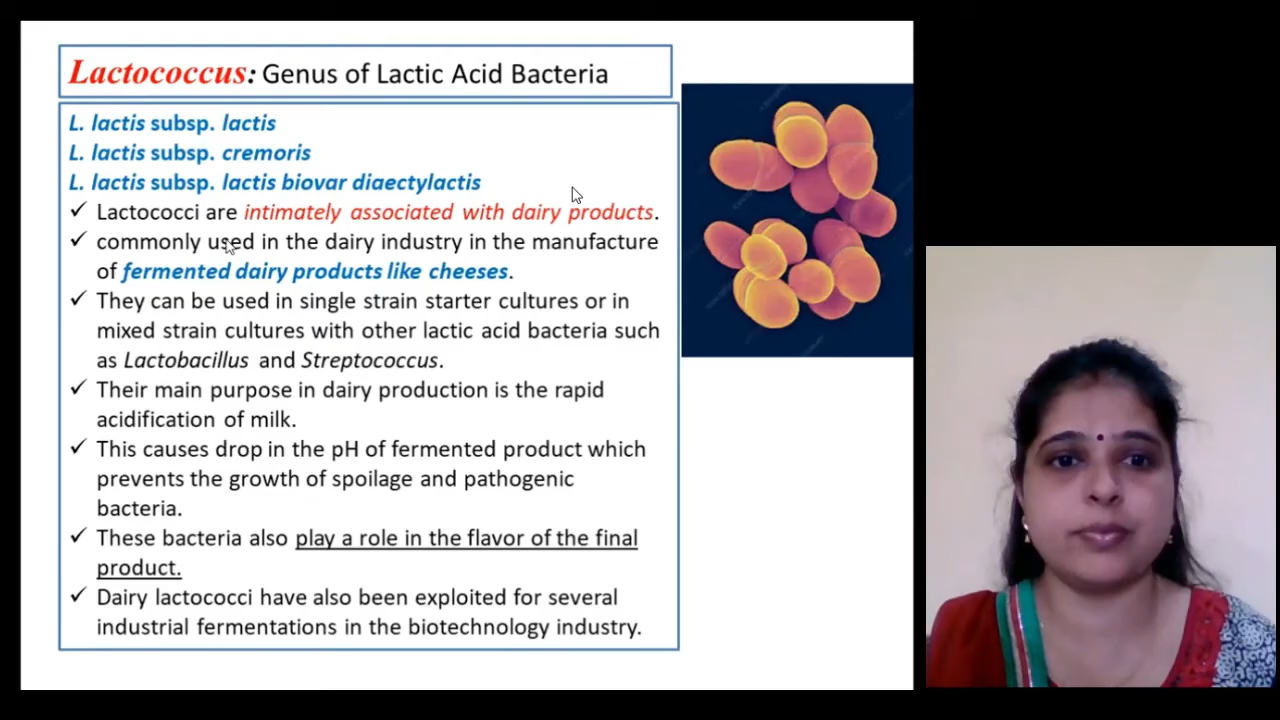 Lactococcus: Genus of Lactic Acid Bacteria
L. lactis subsp. lactis
L. lactis subsp. cremoris
L. lactis subsp. lactis biovar diaectylactis
✓ Lactococci are intimately associated with dairy products.
✓ commonly used in the dairy industry in the manufacture
of fermented dairy products like cheeses.
✓ They can be used in single strain starter cultures or in
mixed strain cultures with other lactic acid bacteria such
as Lactobacillus and Streptococcus.
✓ Their main purpose in dairy production is the rapid
acidification of milk.
✓ This causes drop in the pH of fermented product which
prevents the growth of spoilage and pathogenic
bacteria.
✓ These bacteria also play a role in the flavor of the final
product.
✓ Dairy lactococci have also been exploited for several
industrial fermentations in the biotechnology industry.